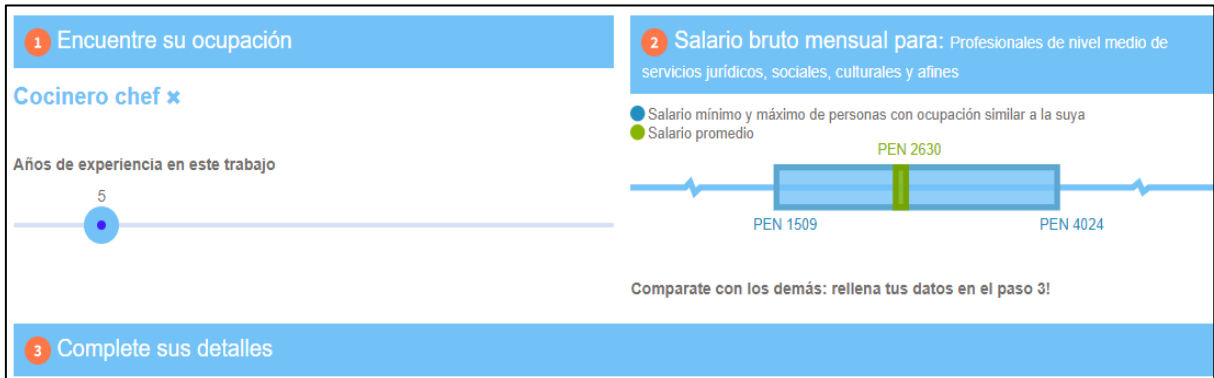 1 Encuentre su ocupación
Cocinero chef ✖
Años de experiencia en este trabajo
5
2 Salario bruto mensual para: Profesionales de nivel medio de
servicios jurídicos, sociales, culturales y afines
Salario mínimo y máximo de personas con ocupación similar a la suya
Salario promedio
PEN 2630
PEN 1509
PEN 4024
Comparate con los demás: rellena tus datos en el paso 3!
3 Complete sus detalles